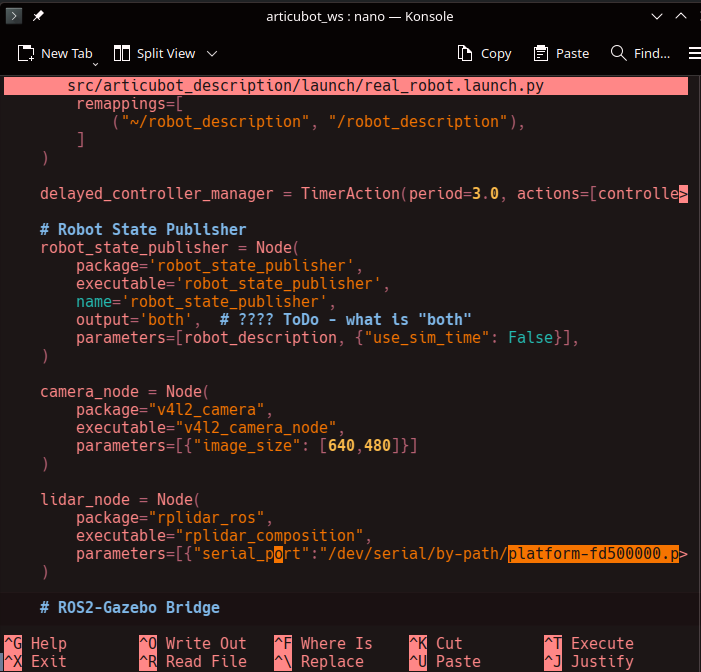 articubot_ws : nano — Konsole
New Tab Split View Copy Paste Find...
src/articubot_description/launch/real_robot.launch.py
remappings=[
("~/robot_description", "/robot_description"),
]
)
delayed_controller_manager = TimerAction(period=3.0, actions=[controlle>
# Robot State Publisher
robot_state_publisher = Node(
package='robot_state_publisher',
executable='robot_state_publisher',
name='robot_state_publisher',
output='both',  # ???? ToDo - what is "both"
parameters=[robot_description, {"use_sim_time": False}],
)
camera_node = Node(
package="v4l2_camera",
executable="v4l2_camera_node",
parameters=[{"image_size": [640,480]}]
)
lidar_node = Node(
package="rplidar_ros",
executable="rplidar_composition",
parameters=[{"serial_port":"/dev/serial/by-path/platform-fd500000.p>
)
# ROS2-Gazebo Bridge
^G Help ^O Write Out ^F Where Is ^K Cut ^T Execute
^X Exit ^R Read File ^\ Replace ^U Paste ^J Justify